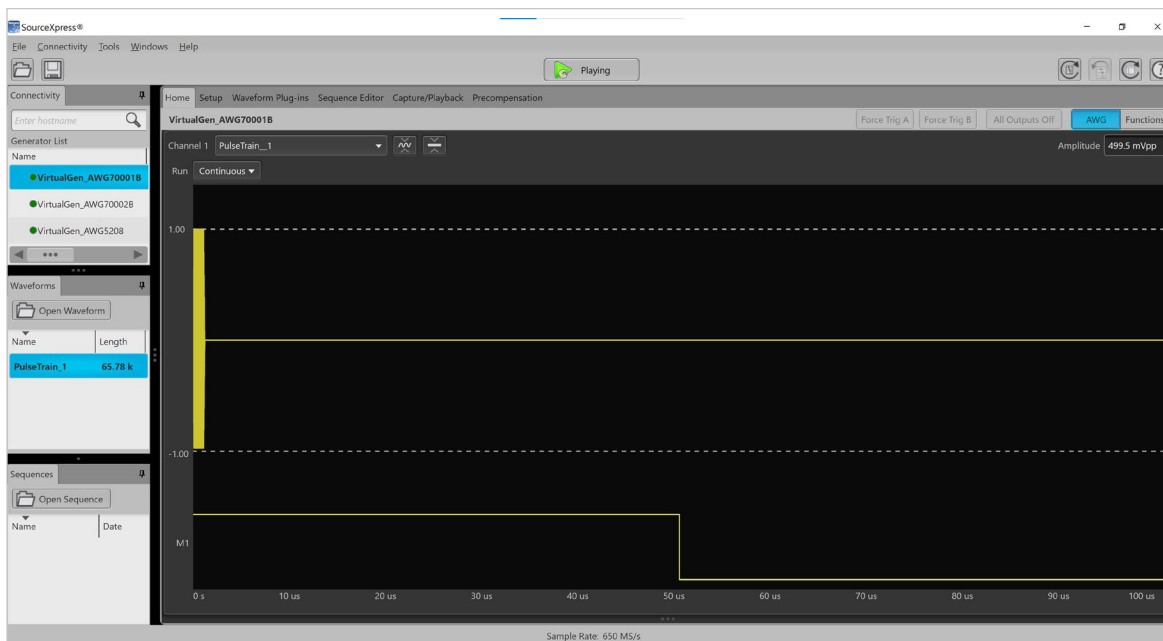 SourceXpress®
File Connectivity Tools Windows Help
Playing
Connectivity
Enter hostname
Generator List
Name
VirtualGen_AWG70001B
VirtualGen_AWG70002B
VirtualGen_AWG5208
Waveforms
Open Waveform
Name Length
PulseTrain_1 65.78 k
Sequences
Open Sequence
Name Date
Home Setup Waveform Plug-ins Sequence Editor Capture/Playback Precompensation
VirtualGen_AWG70001B Force Trig A Force Trig B All Outputs Off AWG Functions
Channel 1 PulseTrain_1 Amplitude 499.5 mVpp
Run Continuous
1.00
-1.00
M1
0 s 10 us 20 us 30 us 40 us 50 us 60 us 70 us 80 us 90 us 100 us
Sample Rate: 650 MS/s